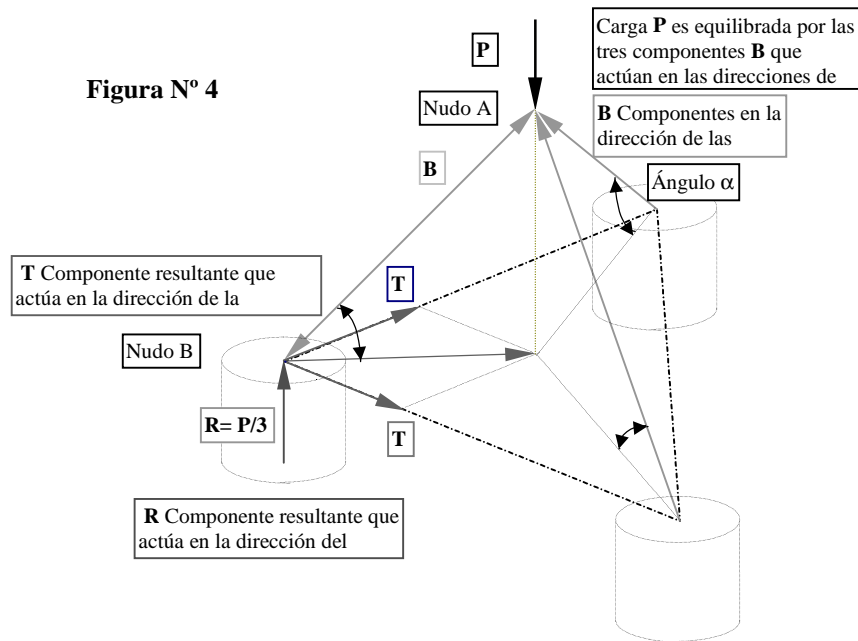 Figura Nº 4
P
Carga P es equilibrada por las
tres componentes B que
actúan en las direcciones de
Nudo A
B Componentes en la
dirección de las
B
Ángulo α
T Componente resultante que
actúa en la dirección de la
T
Nudo B
R= P/3
T
R Componente resultante que
actúa en la dirección del